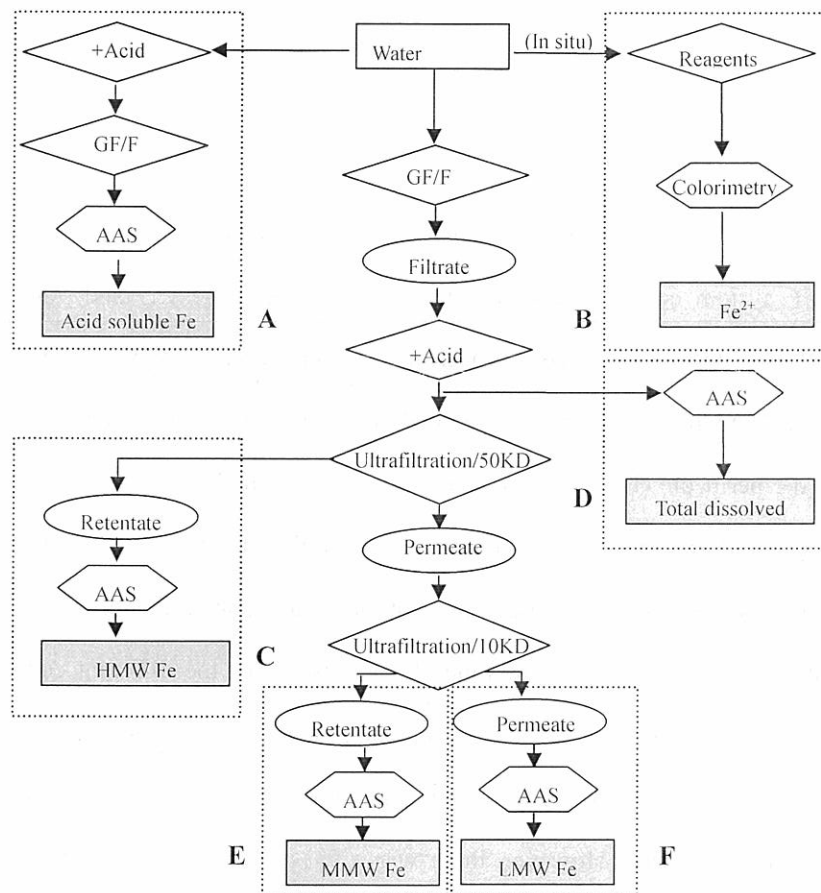 +Acid
Water
(In situ)
Reagents
GF/F
GF/F
Colorimetry
AAS
Filtrate
Acid soluble Fe
A
B
Fe²⁺
+Acid
AAS
Ultrafiltration/50KD
D
Total dissolved
Retentate
Permeate
AAS
Ultrafiltration/10KD
HMW Fe
C
Retentate
Permeate
AAS
AAS
E
MMW Fe
LMW Fe
F